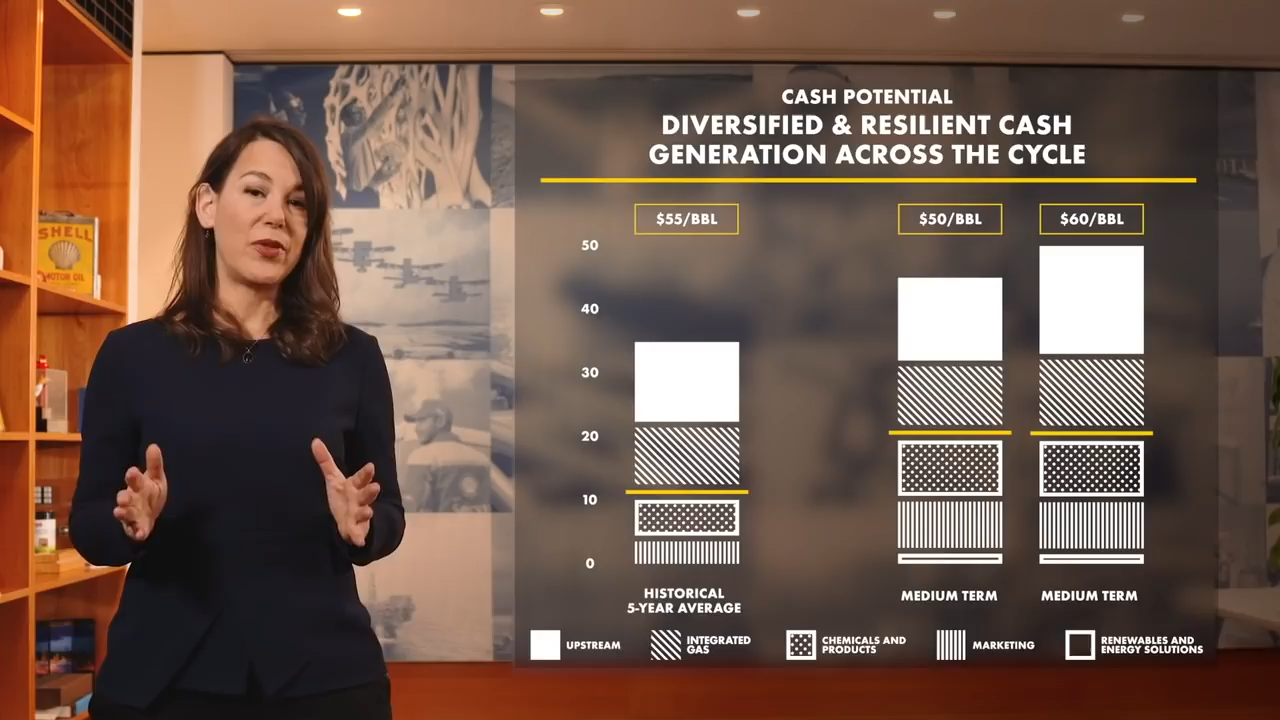 SHELL
MOTOR OIL
CASH POTENTIAL
DIVERSIFIED & RESILIENT CASH
GENERATION ACROSS THE CYCLE
$55/BBL
$50/BBL
$60/BBL
50
40
30
20
10
0
HISTORICAL
5-YEAR AVERAGE
MEDIUM TERM
MEDIUM TERM
UPSTREAM
INTEGRATED
GAS
CHEMICALS AND
PRODUCTS
MARKETING
RENEWABLES AND
ENERGY SOLUTIONS